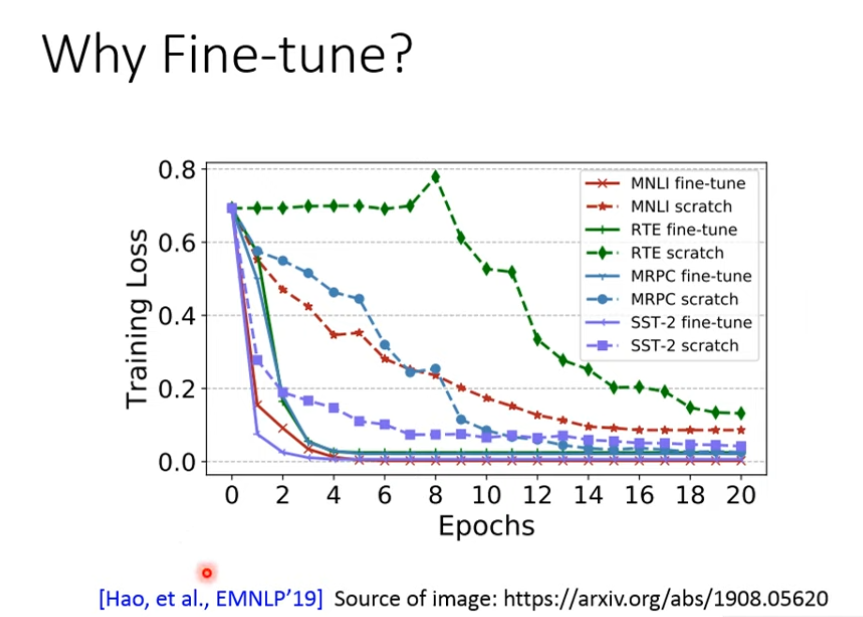 Why Fine-tune?
0.8
0.6
0.4
0.2
0.0
Training Loss
MNLI fine-tune
MNLI scratch
RTE fine-tune
RTE scratch
MRPC fine-tune
MRPC scratch
SST-2 fine-tune
SST-2 scratch
0 2 4 6 8 10 12 14 16 18 20
Epochs
[Hao, et al., EMNLP’19] Source of image: https://arxiv.org/abs/1908.05620